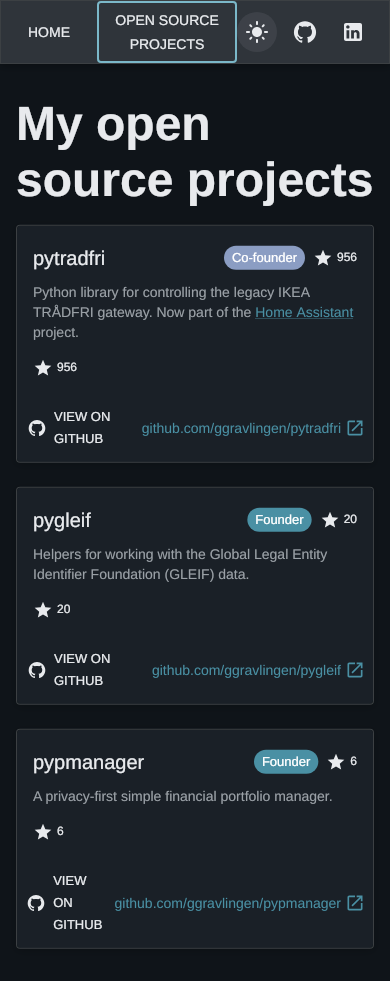 HOME
OPEN SOURCE
PROJECTS
My open
source projects
pytradfri
Co-founder
956
Python library for controlling the legacy IKEA
TRÅDFRI gateway. Now part of the Home Assistant
project.
956
VIEW ON
GITHUB
github.com/ggravlingen/pytradfri
pygleif
Founder
20
Helpers for working with the Global Legal Entity
Identifier Foundation (GLEIF) data.
20
VIEW ON
GITHUB
github.com/ggravlingen/pygleif
pypmanager
Founder
6
A privacy-first simple financial portfolio manager.
6
VIEW
ON
GITHUB
github.com/ggravlingen/pypmanager